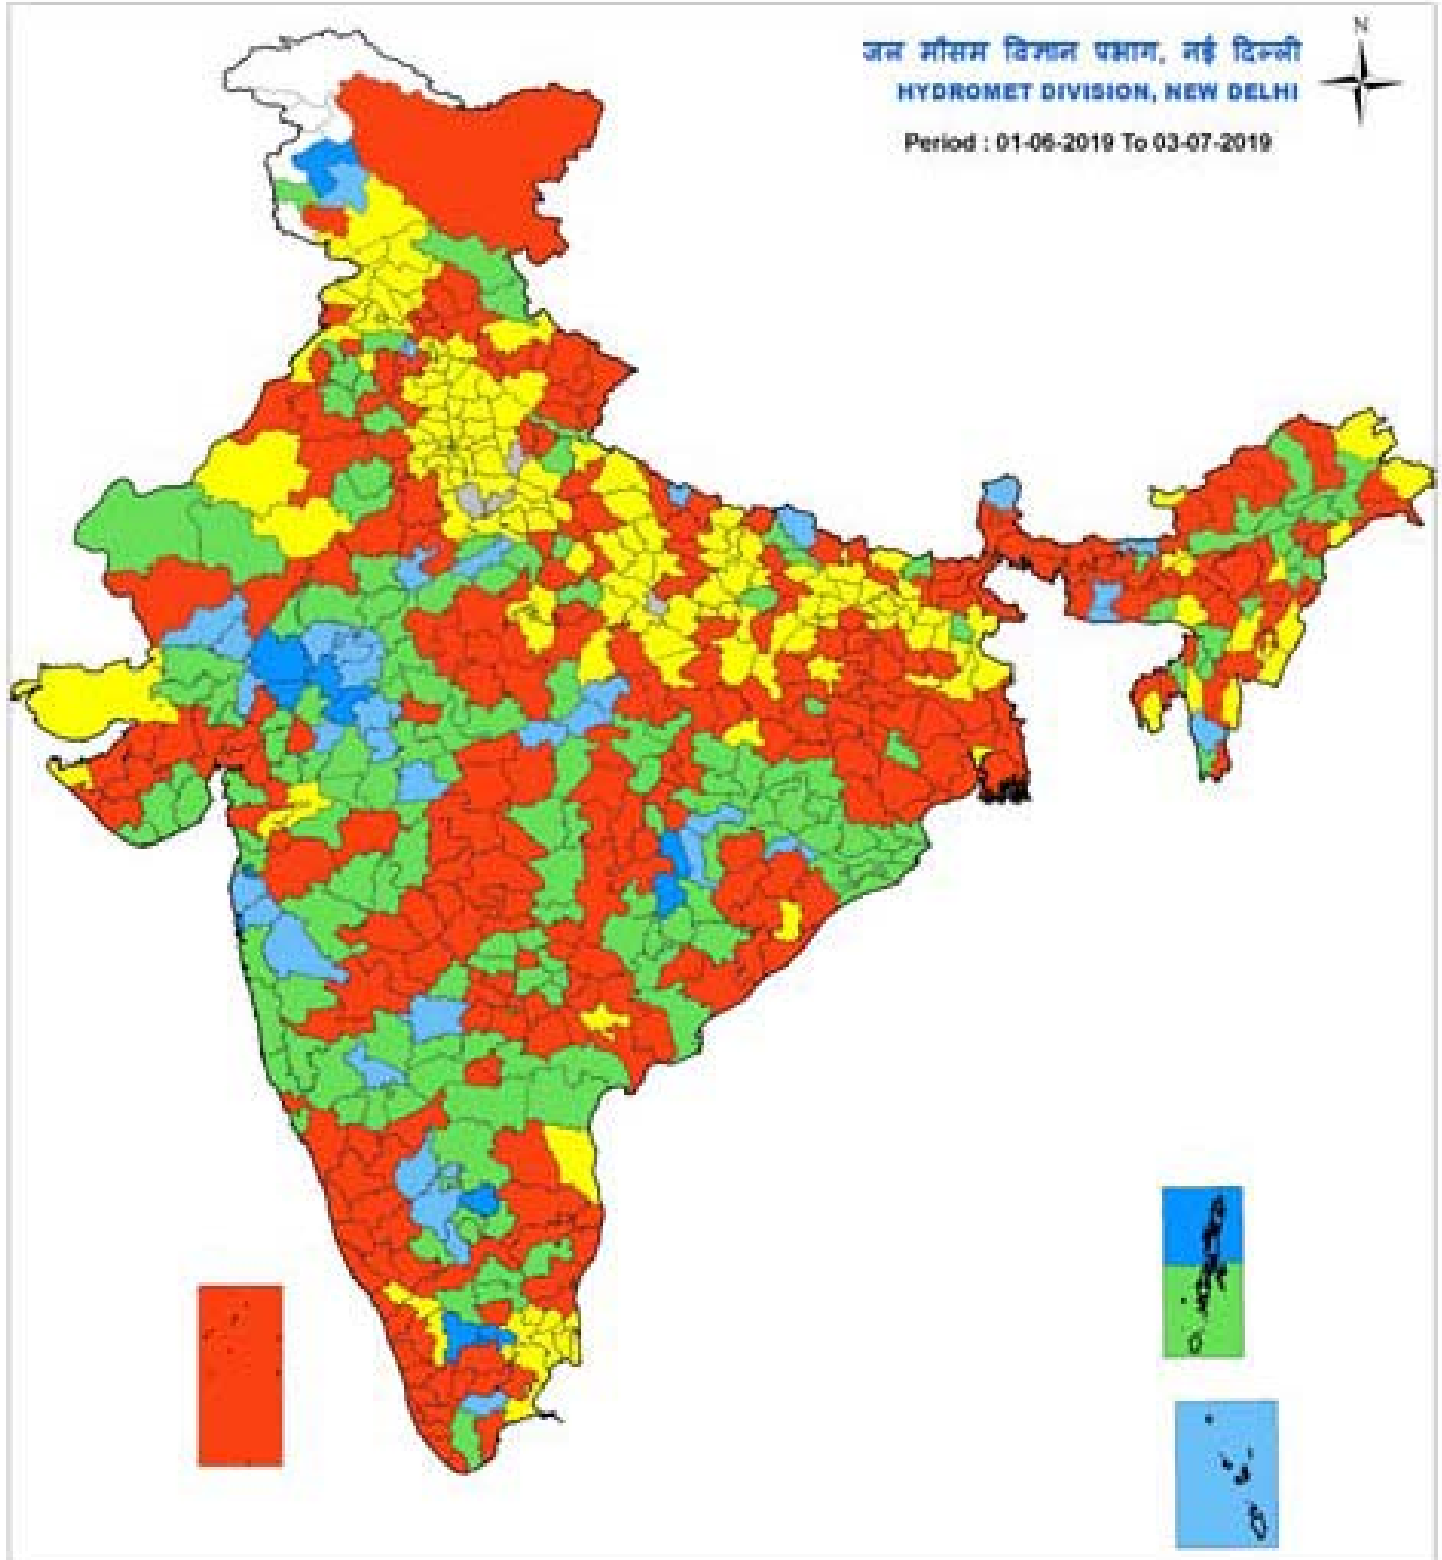 जल मौसम विज्ञान प्रभाग, नई दिल्ली
N
HYDROMET DIVISION, NEW DELHI
Period : 01-06-2019 To 03-07-2019